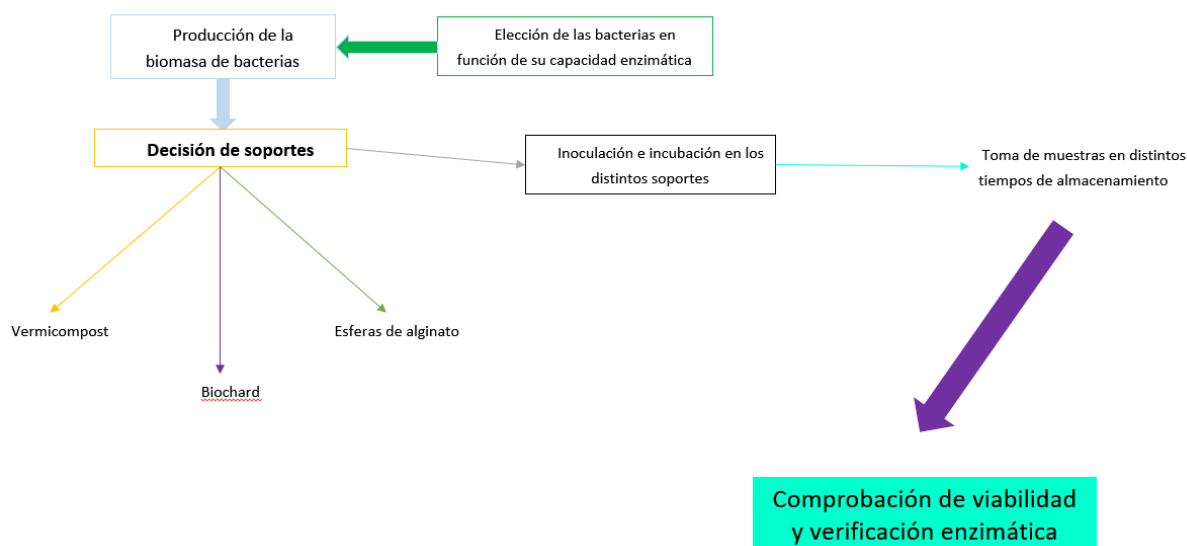 Producción de la
biomasa de bacterias
Elección de las bacterias en
función de su capacidad enzimática
Decisión de soportes
Inoculación e incubación en los
distintos soportes
Toma de muestras en distintos
tiempos de almacenamiento
Vermicompost
Esferas de alginato
Biochard
Comprobación de viabilidad
y verificación enzimática